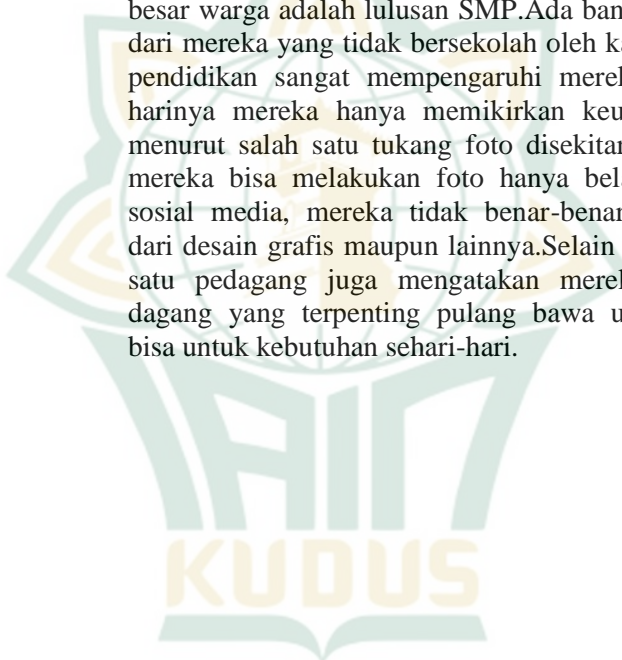 besar warga adalah lulusan SMP.Ada
dari mereka yang tidak bersekolah oleh
pendidikan sangat mempengaruhi
harinya mereka hanya memikirkan
menurut salah satu tukang foto
mereka bisa melakukan foto hanya
sosial media, mereka tidak
dari desain grafis maupun lainnya.Selain
satu pedagang juga mengatakan
dagang yang terpenting pulang bawa
bisa untuk kebutuhan sehari-hari.
IAIN
KUDUS